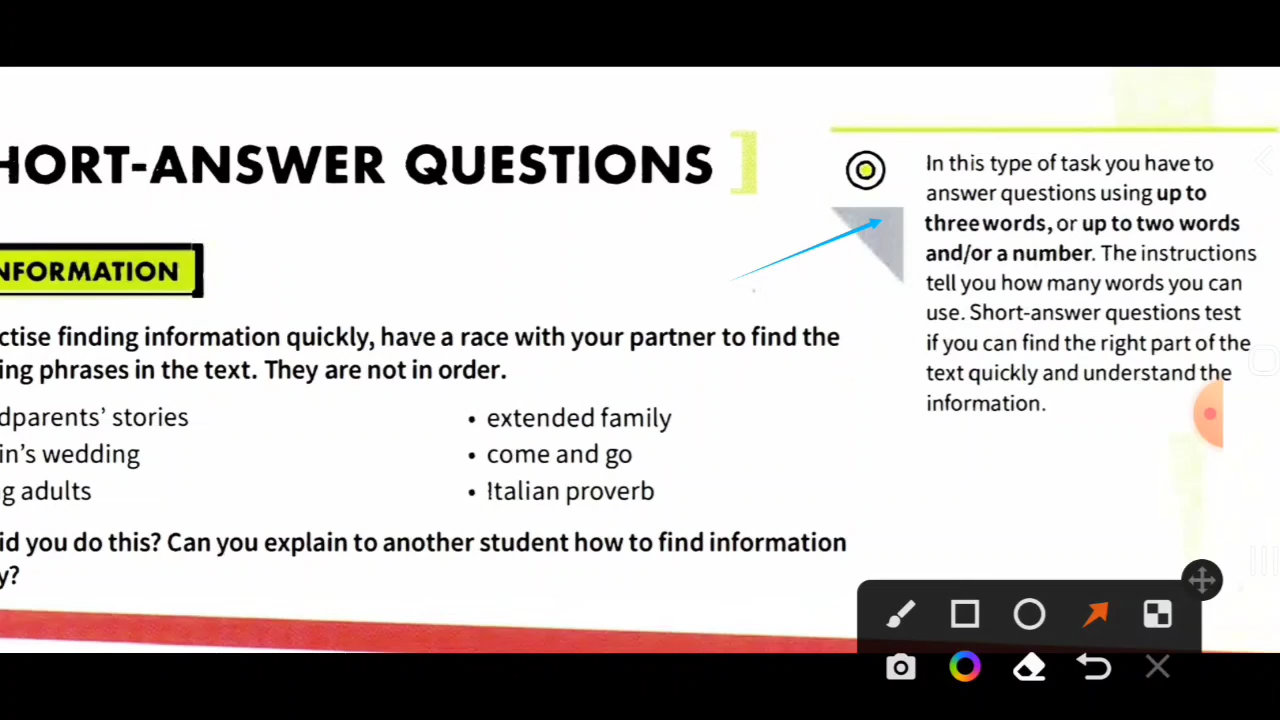 HORT-ANSWER QUESTIONS
NFORMATION
ctise finding information quickly, have a race with your partner to find the
ing phrases in the text. They are not in order.
dparents' stories
in's wedding
g adults
• extended family
• come and go
• Italian proverb
id you do this? Can you explain to another student how to find information
y?
In this type of task you have to
answer questions using up to
three words, or up to two words
and/or a number. The instructions
tell you how many words you can
use. Short-answer questions test
if you can find the right part of the
text quickly and understand the
information.